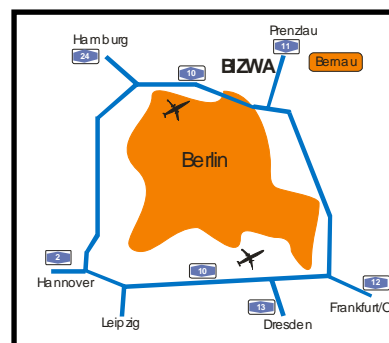 Hamburg
Prenzlau
24
11
10
BIZWA
Bernau
Berlin
2
10
12
Hannover
13
Frankfurt/O
Leipzig
Dresden